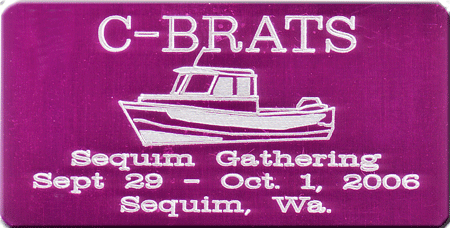 C-BRATS
Sequim Gathering
Sept 29 - Oct. 1, 2006
Sequim, Wa.